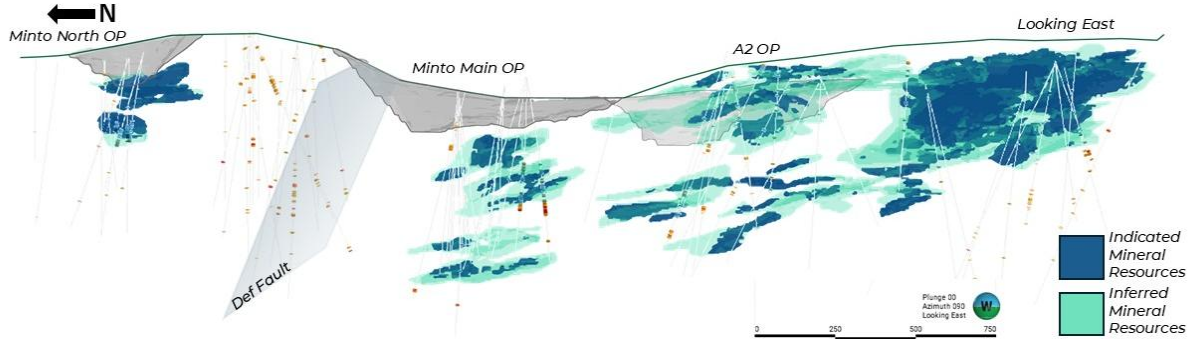 N
Looking East
Minto North OP
A2 OP
Minto Main OP
Def Fault
Indicated
Mineral
Resources
Inferred
Mineral
Resources
Plunge 00
Azimuth 090
Looking East
W
0 250 500 750